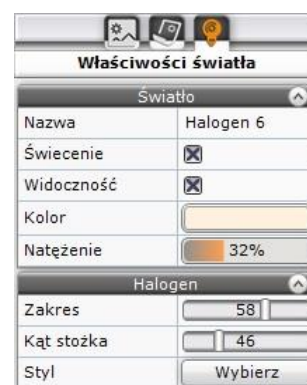 Właściwości światła
Światło
Nazwa Halogen 6
Świecenie
Widoczność
Kolor
Natężenie 32%
Halogen
Zakres 58
Kąt stożka 46
Styl Wybierz